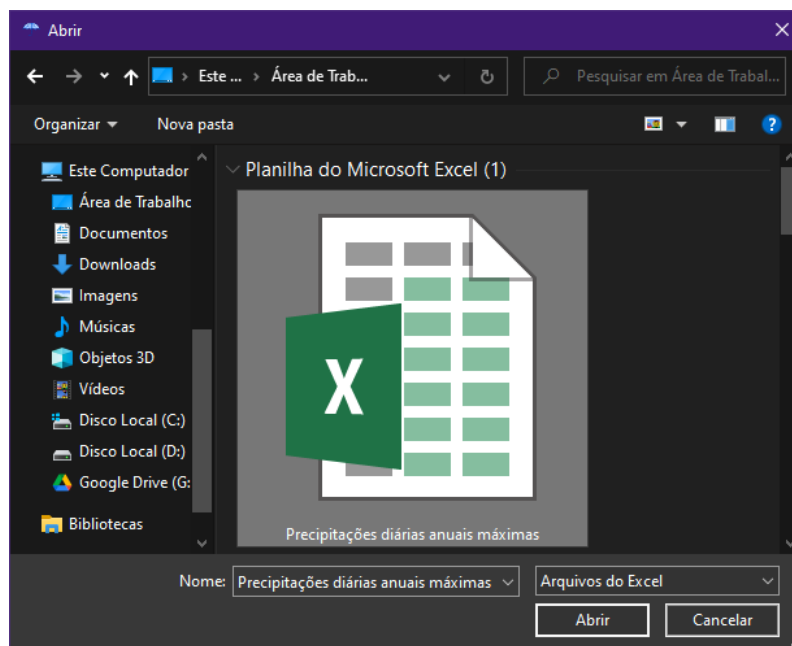 Abrir
Este ... Área de Trab...
Pesquisar em Área de Trabal...
Organizar
Nova pasta
?
Este Computador
Área de Trabalho
Documentos
Downloads
Imagens
Músicas
Objetos 3D
Vídeos
Disco Local (C:)
Disco Local (D:)
Google Drive (G:
Bibliotecas
Planilha do Microsoft Excel (1)
X
Precipitações diárias anuais máximas
Nome: Precipitações diárias anuais máximas
Arquivos do Excel
Abrir
Cancelar